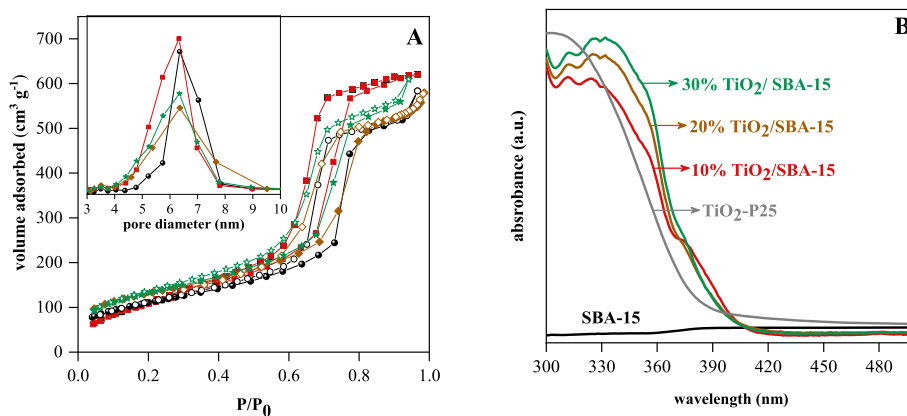 A
700
600
500
400
300
200
100
0
volume adsorbed (cm³ g⁻¹)
3 4 5 6 7 8 9 10
pore diameter (nm)
0.0 0.2 0.4 0.6 0.8 1.0
P/P₀
B
30% TiO₂/ SBA-15
20% TiO₂/SBA-15
10% TiO₂/SBA-15
TiO₂-P25
SBA-15
absrobance (a.u.)
300 330 360 390 420 450 480
wavelength (nm)